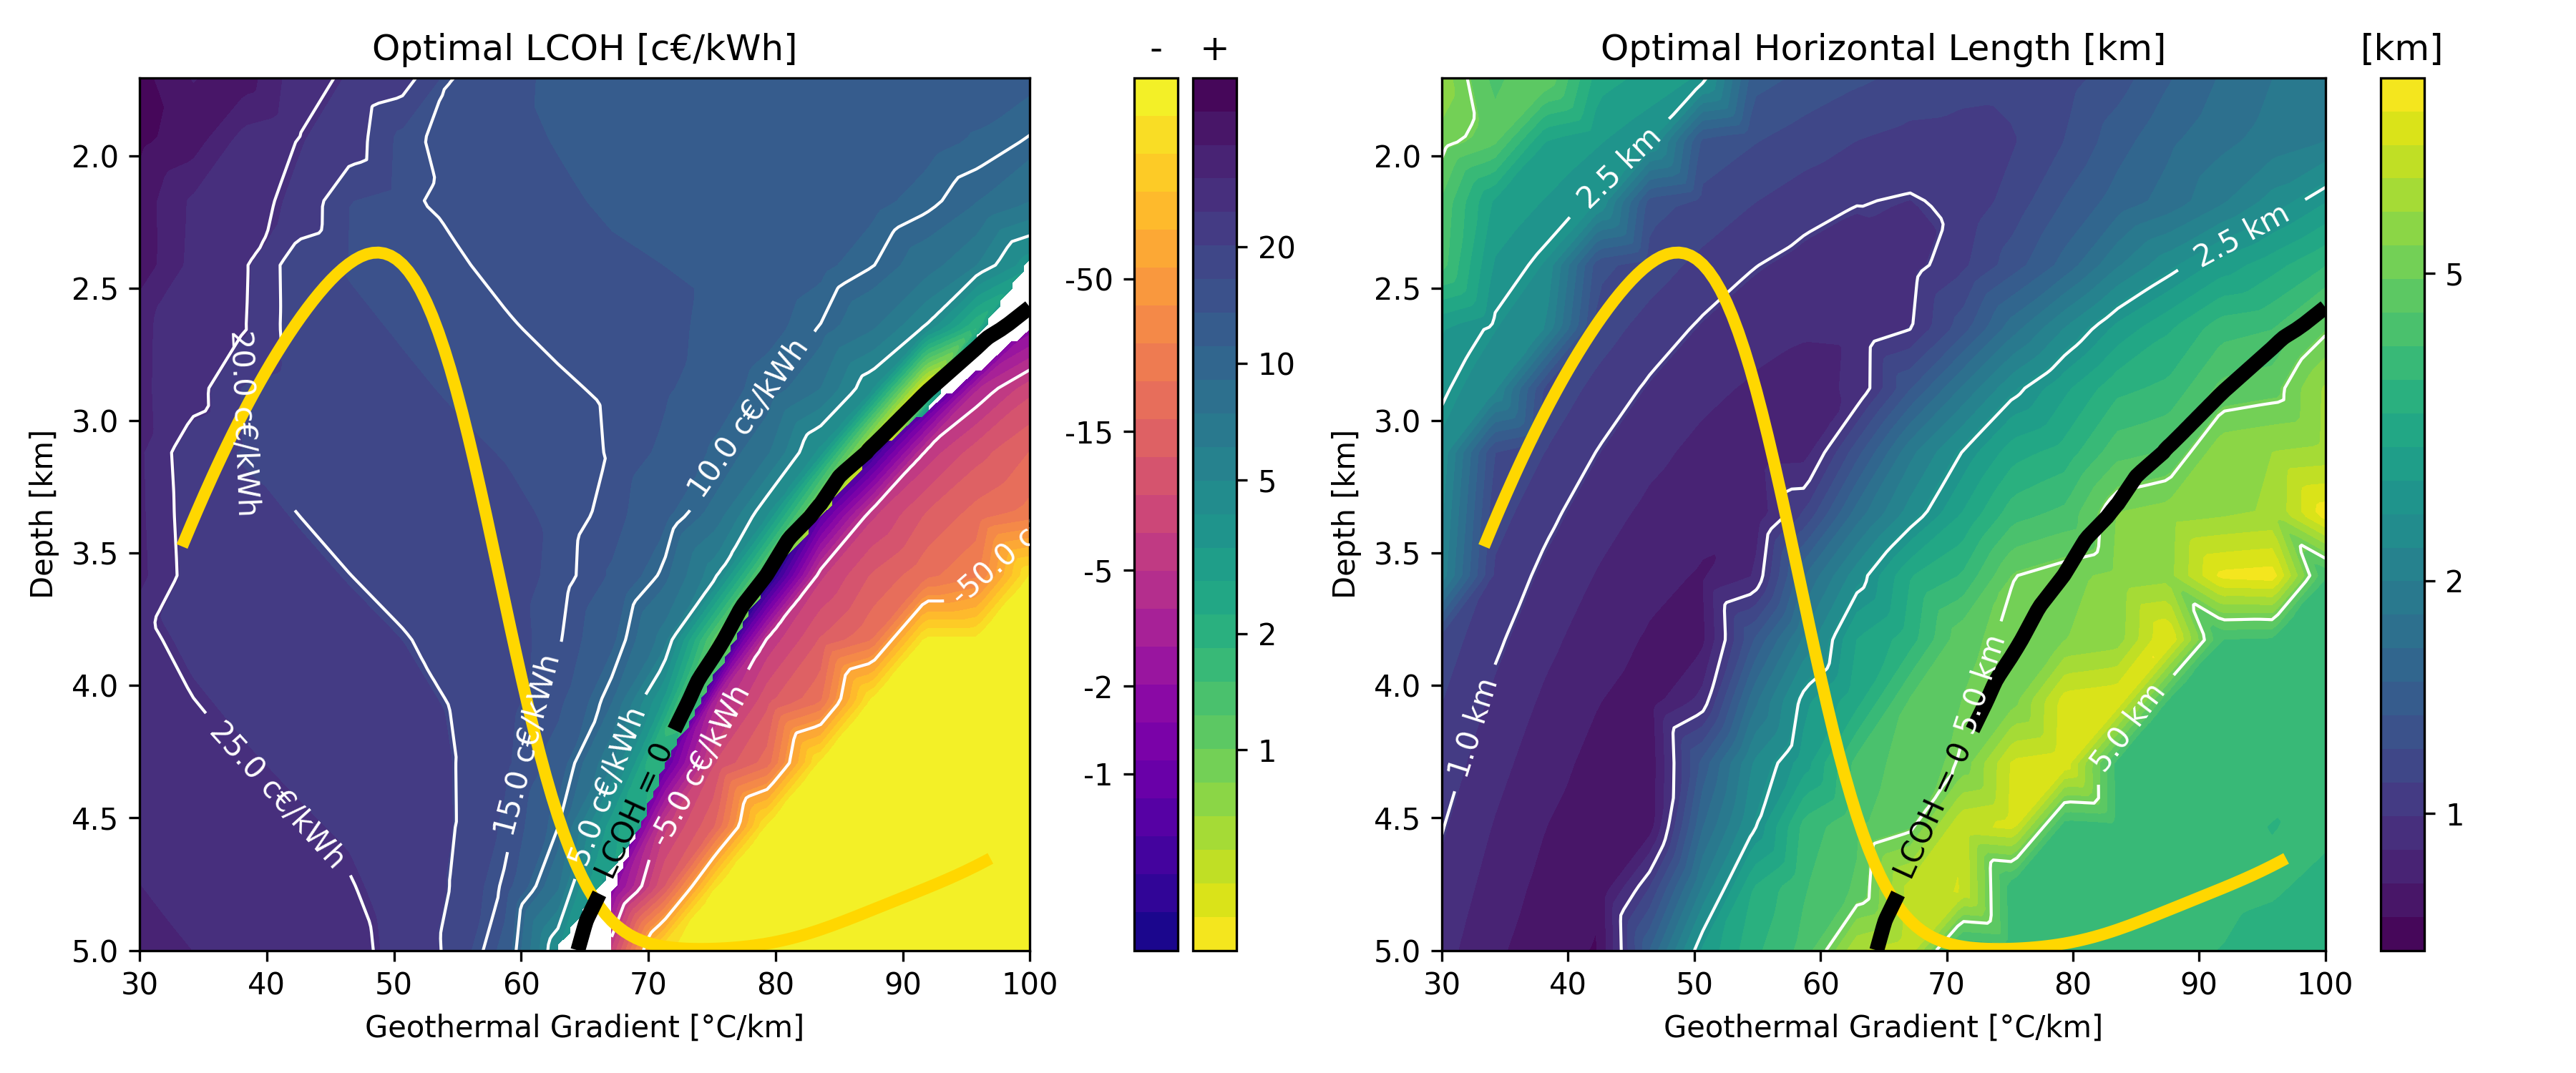 Optimal LCOH [c€/kWh]
- +
Optimal Horizontal Length [km]
[km]
2.0
2.5
3.0
3.5
4.0
4.5
5.0
Depth [km]
30 40 50 60 70 80 90 100
Geothermal Gradient [°C/km]
20.0 c€/kWh
25.0 c€/kWh
15.0 c€/kWh
10.0 c€/kWh
5.0 c€/kWh
LCOH = 0
-5.0 c€/kWh
-50.0 c
-50
-15
-5
-2
-1
20
10
5
2
1
2.0
2.5
3.0
3.5
4.0
4.5
5.0
Depth [km]
30 40 50 60 70 80 90 100
Geothermal Gradient [°C/km]
2.5 km
2.5 km
1.0 km
5.0 km
5.0 km
LCOH = 0
5
2
1